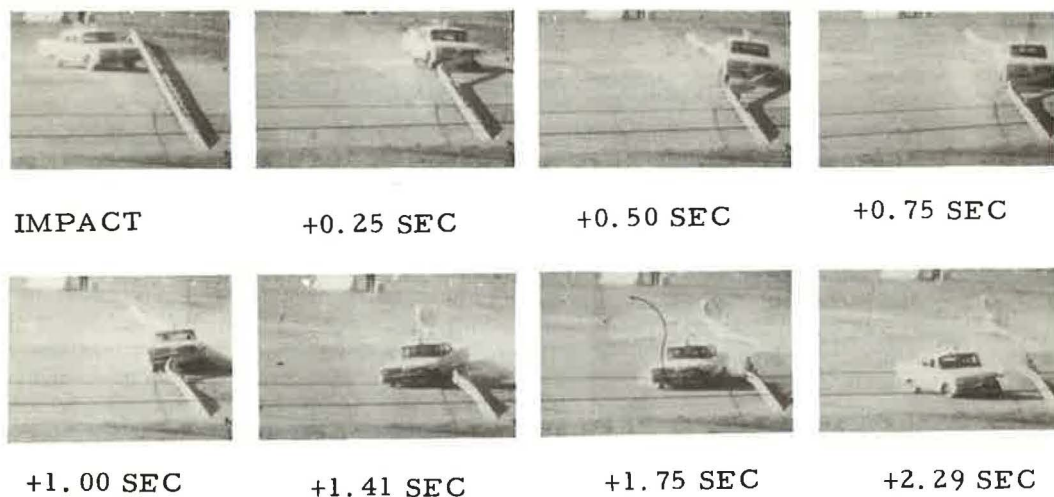 IMPACT
+0.25 SEC
+0.50 SEC
+0.75 SEC
+1.00 SEC
+1.41 SEC
+1.75 SEC
+2.29 SEC